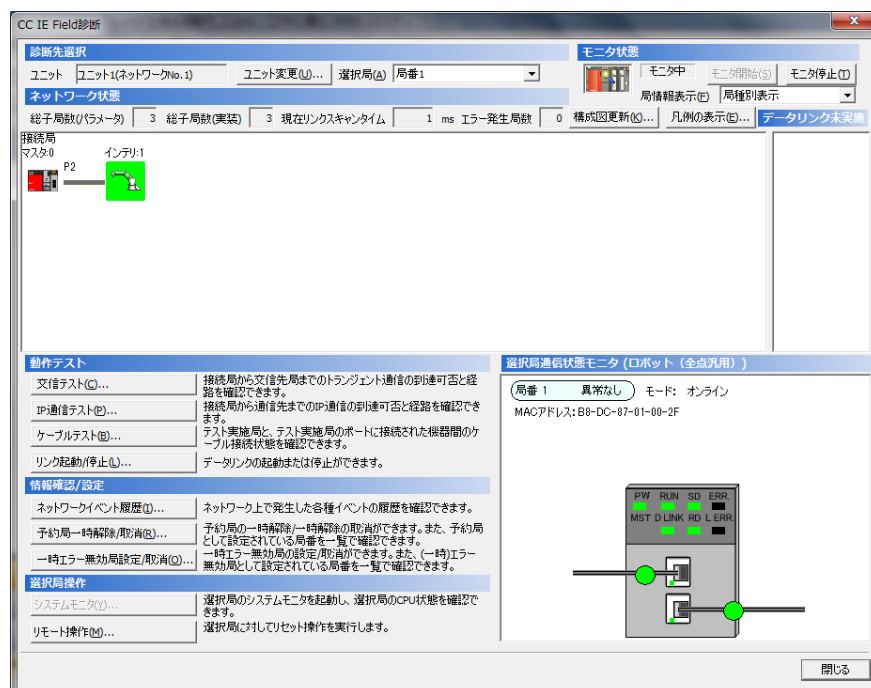 CC IE Field診断
診断先選択
ユニット ユニット1(ネットワークNo.1) ユニット変更(U)... 選択局(A) 局番1
モニタ状態
モニタ中 モニタ開始(S) モニタ停止(T)
局情報表示(F) 局種別表示
ネットワーク状態
総子局数(パラメータ) 3 総子局数(実装) 3 現在リンクスキャンタイム 1 ms エラー発生局数 0 構成図更新(K)... 凡例の表示(E)... データリンク未実施
接続局
マスタ:0 インテリ:1
P2
動作テスト
交信テスト(C)... 接続局から交信先局までのトランジェント通信の到達可否と経
路を確認できます。
IP通信テスト(P)... 接続局から通信先までのIP通信の到達可否と経路を確認でき
ます。
ケーブルテスト(B)... テスト実施局と、テスト実施局のポートに接続された機器間のケ
ーブル接続状態を確認できます。
リンク起動/停止(L)... データリンクの起動または停止ができます。
情報確認/設定
ネットワークイベント履歴(I)... ネットワーク上で発生した各種イベントの履歴を確認できます。
予約局一時解除/取消(R)... 予約局の一時解除/一時解除の取消ができます。また、予約局
として設定されている局番を一覧で確認できます。
一時エラー無効局設定/取消(O)... 一時エラー無効局の設定/取消ができます。また、(一時)エラー
無効局として設定されている局番を一覧で確認できます。
選択局操作
システムモニタ(Y)... 選択局のシステムモニタを起動し、選択局のCPU状態を確認で
きます。
リモート操作(M)... 選択局に対してリセット操作を実行します。
選択局通信状態モニタ (ロボット (全点汎用) )
局番 1 異常なし モード: オンライン
MACアドレス:B8-DC-87-01-00-2F
PW RUN SD ERR.
MST D LINK RD L ERR.
閉じる